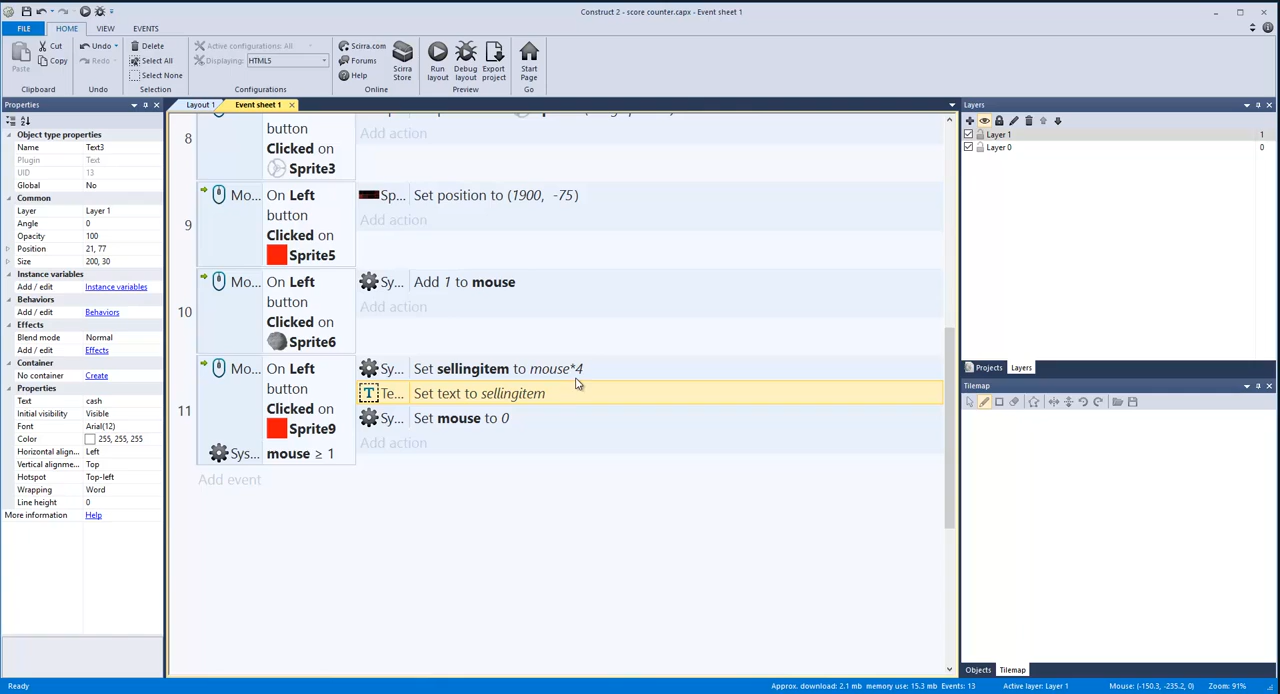 Construct 2 - score counter.capx - Event sheet 1
FILE HOME VIEW EVENTS
Paste Cut Copy Undo Redo Delete Select All Select None
Active configurations: All
Displaying: HTML5
Scirra.com Forums Help Scirra Store Run layout Debug layout Export project Start Page
Clipboard Undo Selection Configurations Online Preview Go
Properties
Layout 1 Event sheet 1
Object type properties
Name Text3
Plugin Text
UID 13
Global No
Common
Layer Layer 1
Angle 0
Opacity 100
Position 21, 77
Size 200, 30
Instance variables
Add / edit Instance variables
Behaviors
Add / edit Behaviors
Effects
Blend mode Normal
Add / edit Effects
Container
No container Create
Properties
Text cash
Initial visibility Visible
Font Arial(12)
Color 255, 255, 255
Horizontal align... Left
Vertical alignme... Top
Hotspot Top-left
Wrapping Word
Line height 0
More information Help
8
button
Clicked on
Sprite3
Add action
9
Mo... On Left
button
Clicked on
Sprite5
Sp... Set position to (1900, -75)
Add action
10
Mo... On Left
button
Clicked on
Sprite6
Sy... Add 1 to mouse
Add action
11
Mo... On Left
button
Clicked on
Sprite9
Sys... mouse ≥ 1
Sy... Set sellingitem to mouse*4
Te... Set text to sellingitem
Sy... Set mouse to 0
Add action
Add event
Layers
Layer 1 1
Layer 0 0
Projects Layers
Tilemap
Objects Tilemap
Ready
Approx. download: 2.1 mb memory use: 15.3 mb Events: 13 Active layer: Layer 1 Mouse: (-150.3, -235.2, 0) Zoom: 91%